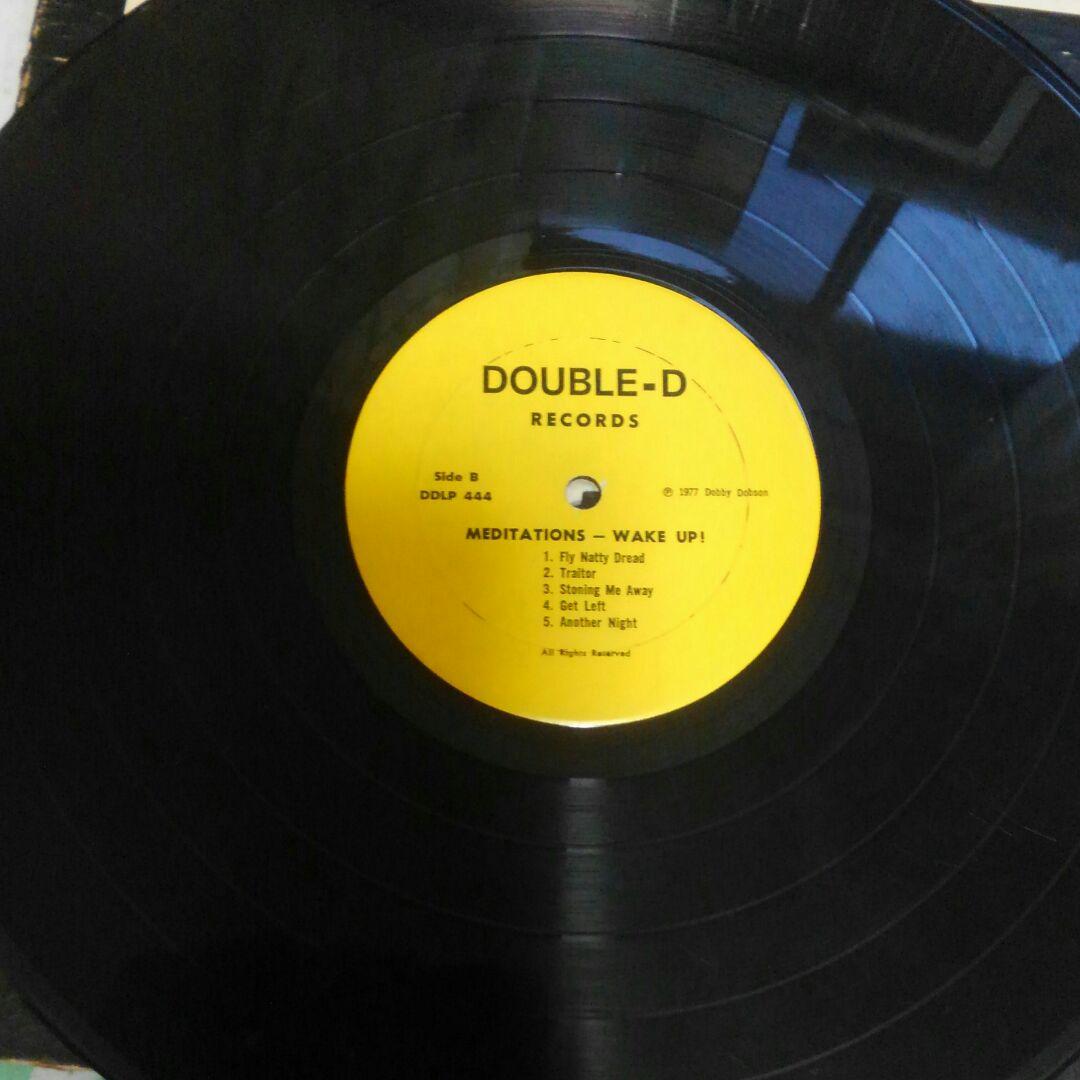 DOUBLE-D
RECORDS
Side B
DDLP 444
℗ 1977 Dobby Dobson
MEDITATIONS – WAKE UP!
1. Fly Natty Dread
2. Traitor
3. Stoning Me Away
4. Get Left
5. Another Night
All Rights Reserved